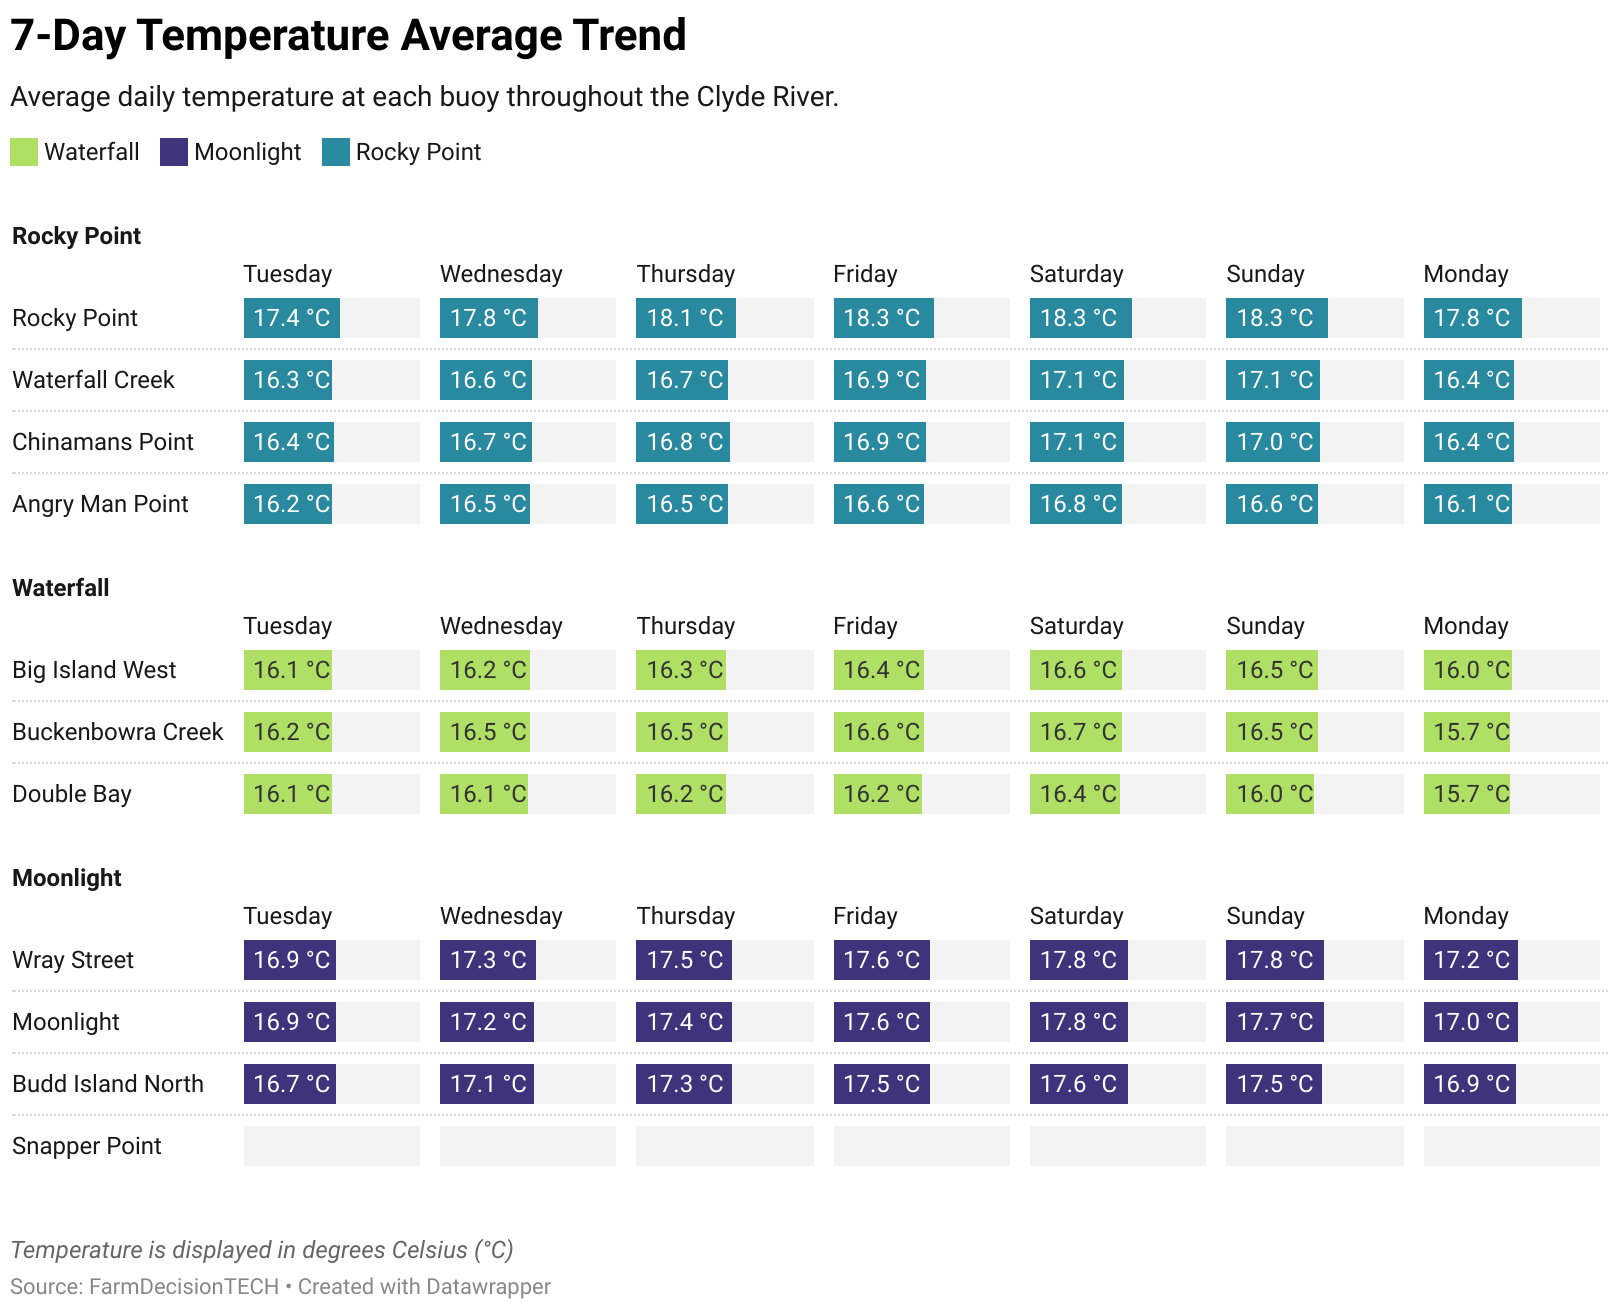 7-Day Temperature Average Trend
Average daily temperature at each buoy throughout the Clyde River.
Waterfall Moonlight Rocky Point
Rocky Point
Tuesday Wednesday Thursday Friday Saturday Sunday Monday
Rocky Point 17.4 °C 17.8 °C 18.1 °C 18.3 °C 18.3 °C 18.3 °C 17.8 °C
Waterfall Creek 16.3 °C 16.6 °C 16.7 °C 16.9 °C 17.1 °C 17.1 °C 16.4 °C
Chinamans Point 16.4 °C 16.7 °C 16.8 °C 16.9 °C 17.1 °C 17.0 °C 16.4 °C
Angry Man Point 16.2 °C 16.5 °C 16.5 °C 16.6 °C 16.8 °C 16.6 °C 16.1 °C
Waterfall
Tuesday Wednesday Thursday Friday Saturday Sunday Monday
Big Island West 16.1 °C 16.2 °C 16.3 °C 16.4 °C 16.6 °C 16.5 °C 16.0 °C
Buckenbowra Creek 16.2 °C 16.5 °C 16.5 °C 16.6 °C 16.7 °C 16.5 °C 15.7 °C
Double Bay 16.1 °C 16.1 °C 16.2 °C 16.2 °C 16.4 °C 16.0 °C 15.7 °C
Moonlight
Tuesday Wednesday Thursday Friday Saturday Sunday Monday
Wray Street 16.9 °C 17.3 °C 17.5 °C 17.6 °C 17.8 °C 17.8 °C 17.2 °C
Moonlight 16.9 °C 17.2 °C 17.4 °C 17.6 °C 17.8 °C 17.7 °C 17.0 °C
Budd Island North 16.7 °C 17.1 °C 17.3 °C 17.5 °C 17.6 °C 17.5 °C 16.9 °C
Snapper Point
Temperature is displayed in degrees Celsius (°C)
Source: FarmDecisionTECH • Created with Datawrapper